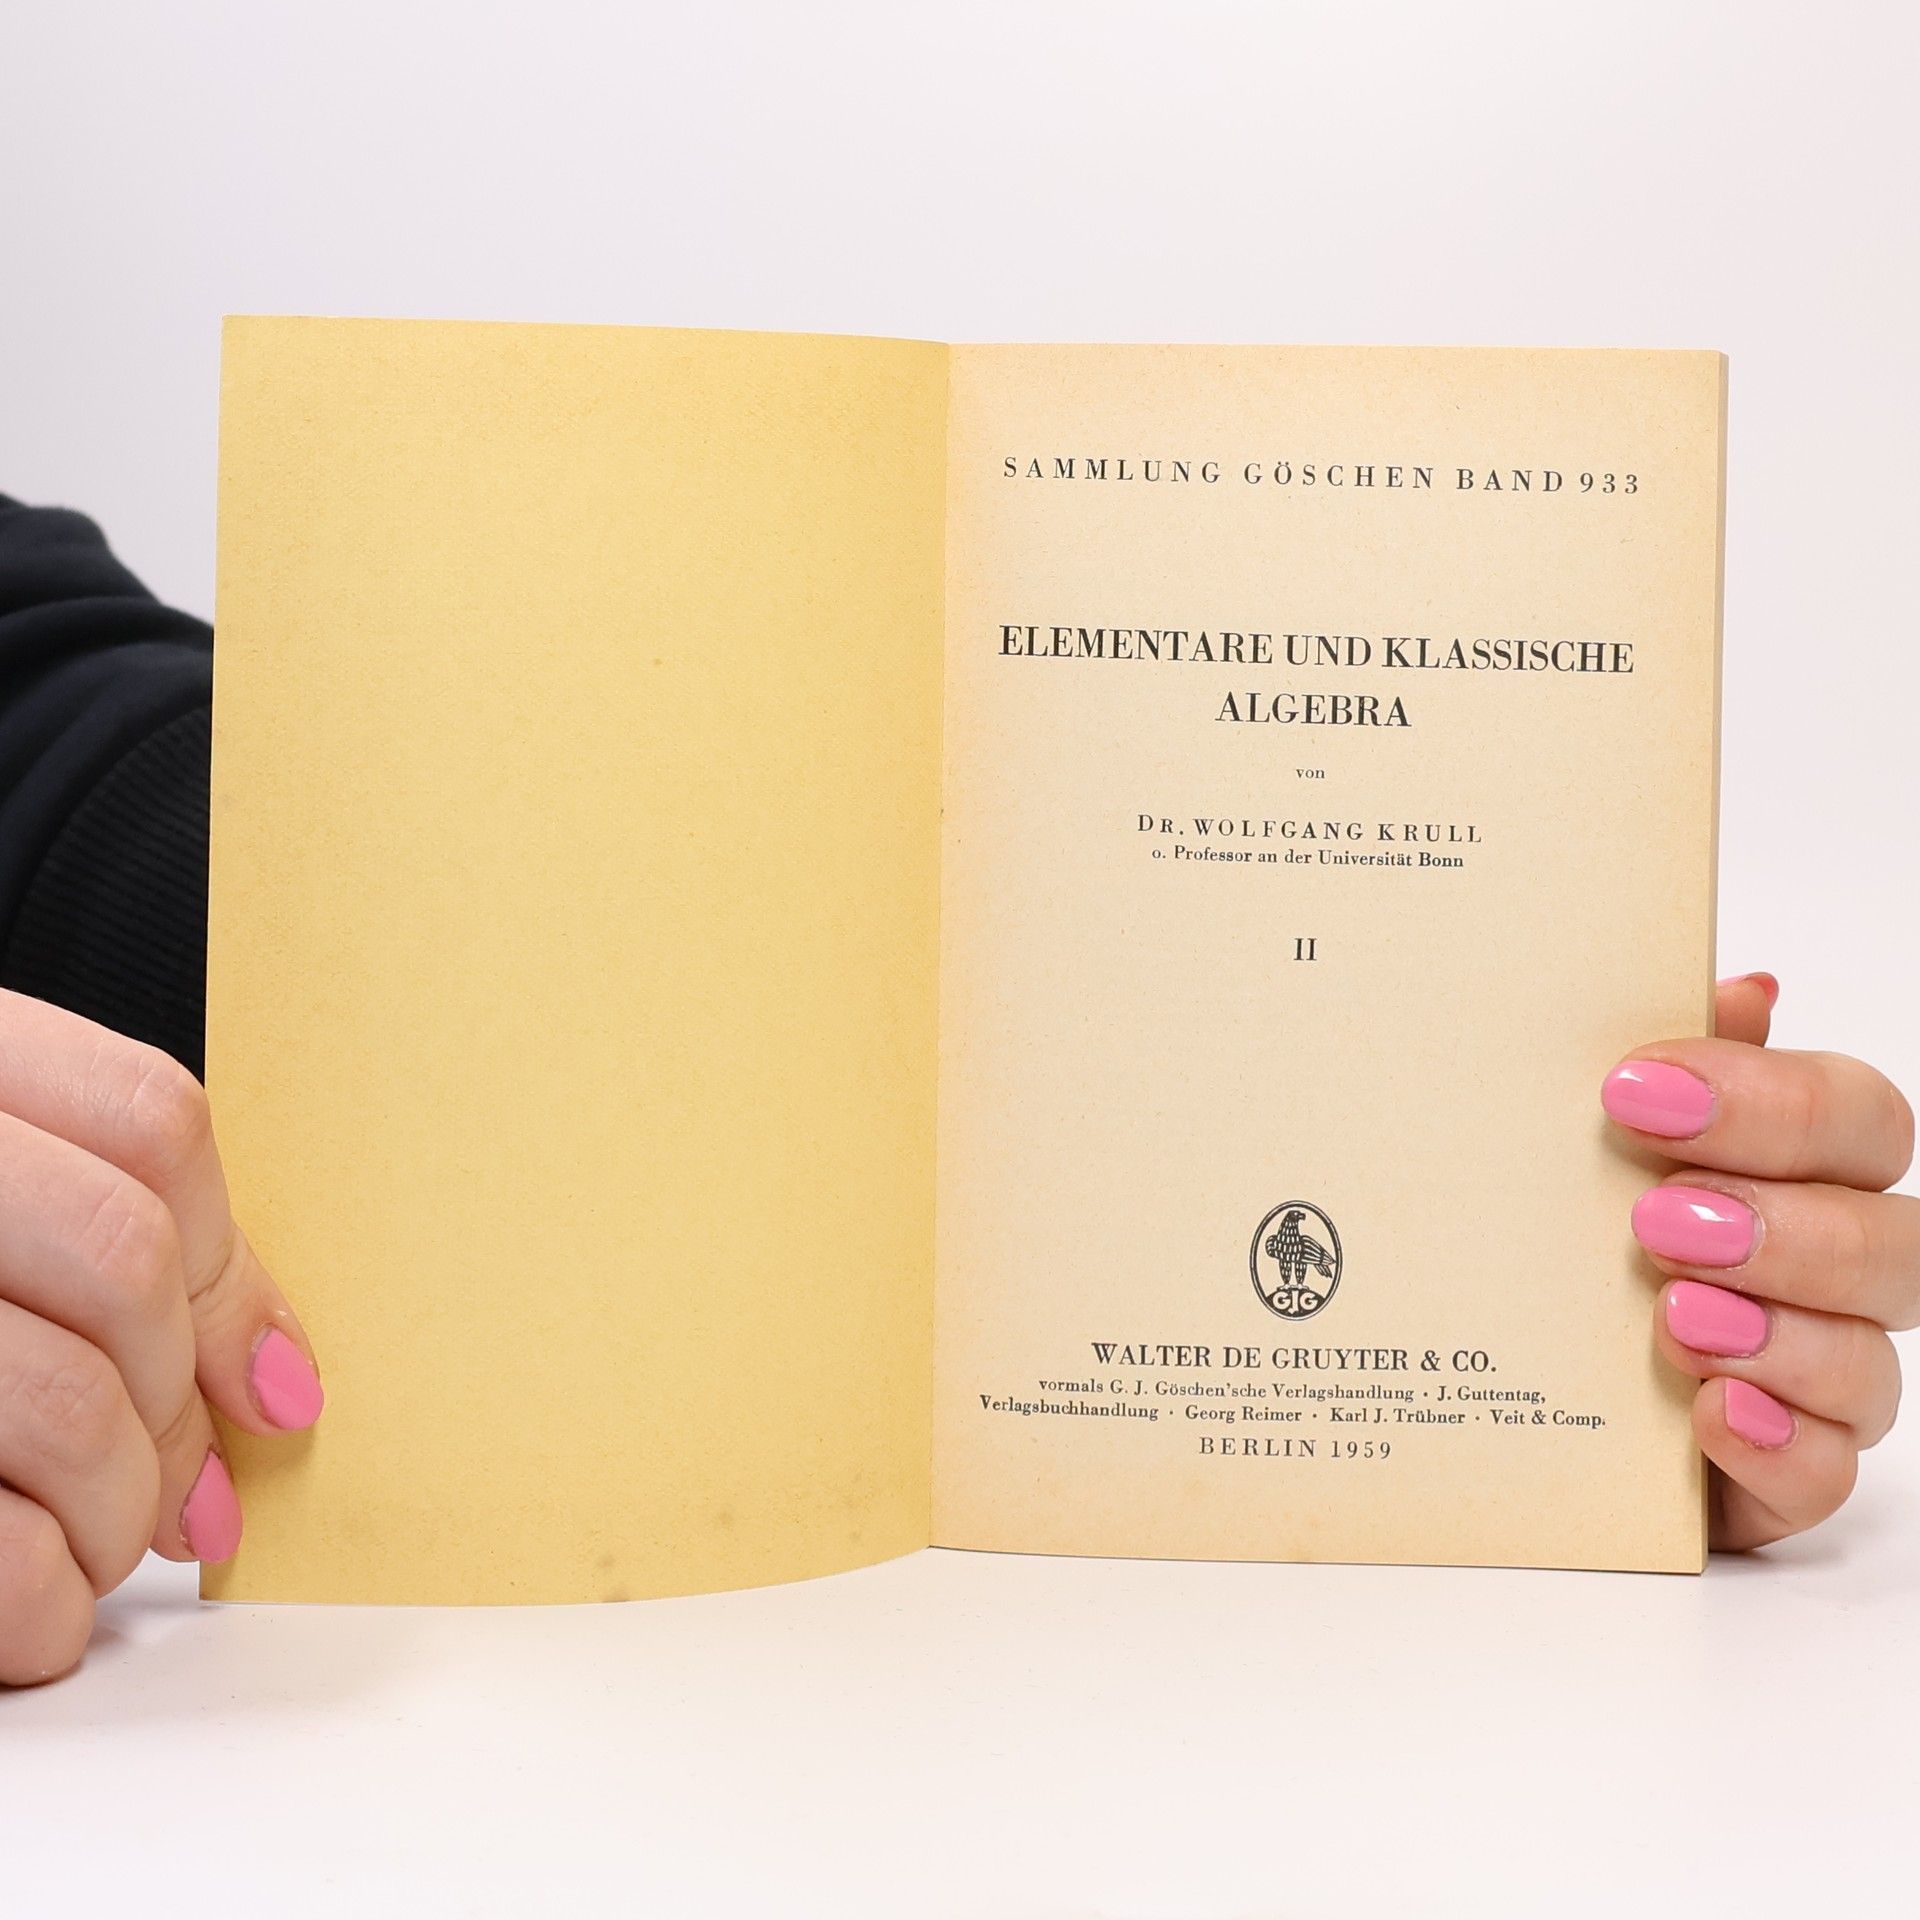 SAMMLUNG GÖSCHEN BAND 933
ELEMENTARE UND KLASSISCHE
ALGEBRA
von
DR. WOLFGANG KRULL
o. Professor an der Universität Bonn
II
GJG
WALTER DE GRUYTER & CO.
vormals G. J. Göschen'sche Verlagshandlung · J. Guttentag,
Verlagsbuchhandlung · Georg Reimer · Karl J. Trübner · Veit & Comp.
BERLIN 1959